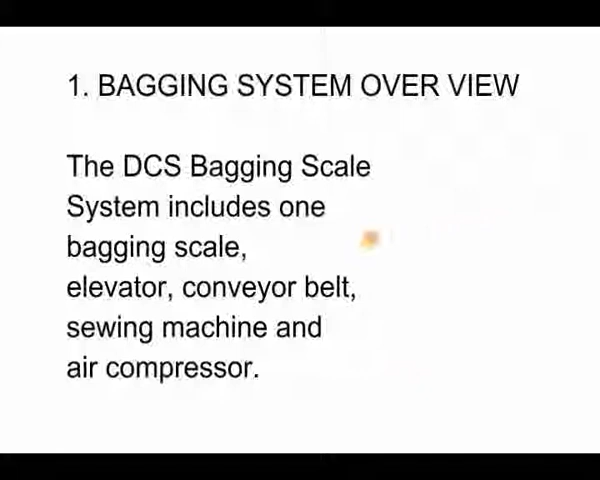 1. BAGGING SYSTEM OVER VIEW
The DCS Bagging Scale
System includes one
bagging scale,
elevator, conveyor belt,
sewing machine and
air compressor.